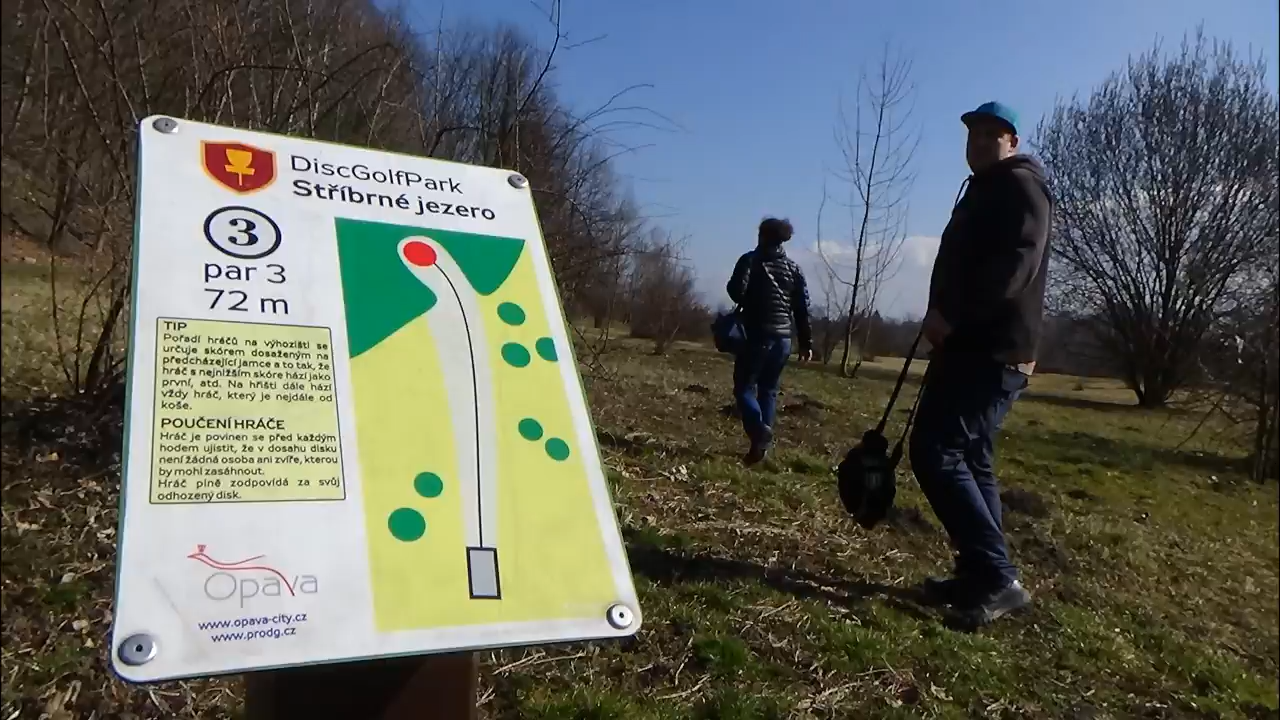 DiscGolfPark
Stříbrné jezero
3
par 3
72 m
TIP
Pořadí hráčů na výhozišti se
určuje skórem dosaženým na
předcházející jamce a to tak, že
hráč s nejnižším skóre hází jako
první, atd. Na hřišti dále hází
vždy hráč, který je nejdále od
koše.
POUČENÍ HRÁČE
Hráč je povinen se před každým
hodem ujistit, že v dosahu disku
není žádná osoba ani zvíře, kterou
by mohl zasáhnout.
Hráč plně zodpovídá za svůj
odhozený disk.
Opava
www.opava-city.cz
www.prodg.cz